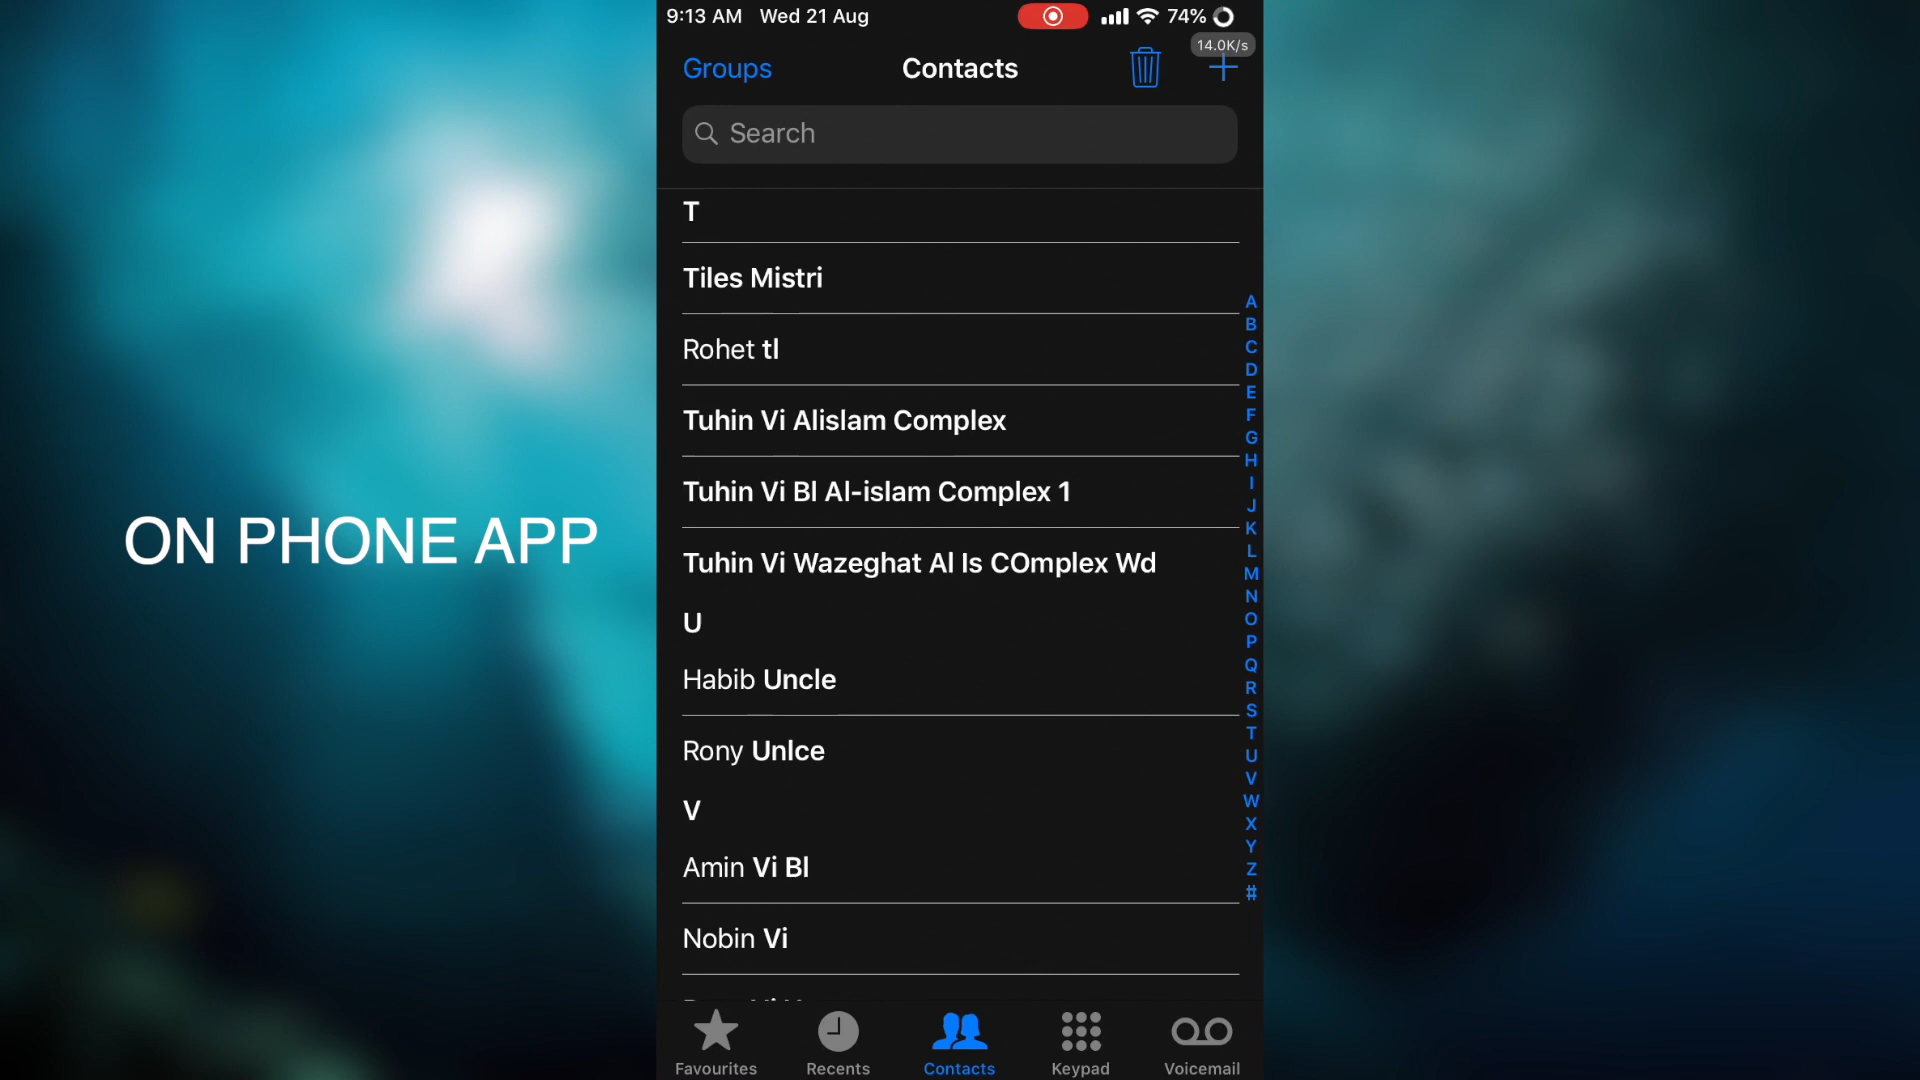 9:13 AM Wed 21 Aug
74%
14.0K/s
Groups
Contacts
Search
T
Tiles Mistri
Rohet tl
Tuhin Vi Alislam Complex
Tuhin Vi Bl Al-islam Complex 1
Tuhin Vi Wazeghat Al Is COmplex Wd
U
Habib Uncle
Rony Unlce
V
Amin Vi Bl
Nobin Vi
A
B
C
D
E
F
G
H
I
J
K
L
M
N
O
P
Q
R
S
T
U
V
W
X
Y
Z
#
Favourites
Recents
Contacts
Keypad
Voicemail
ON PHONE APP